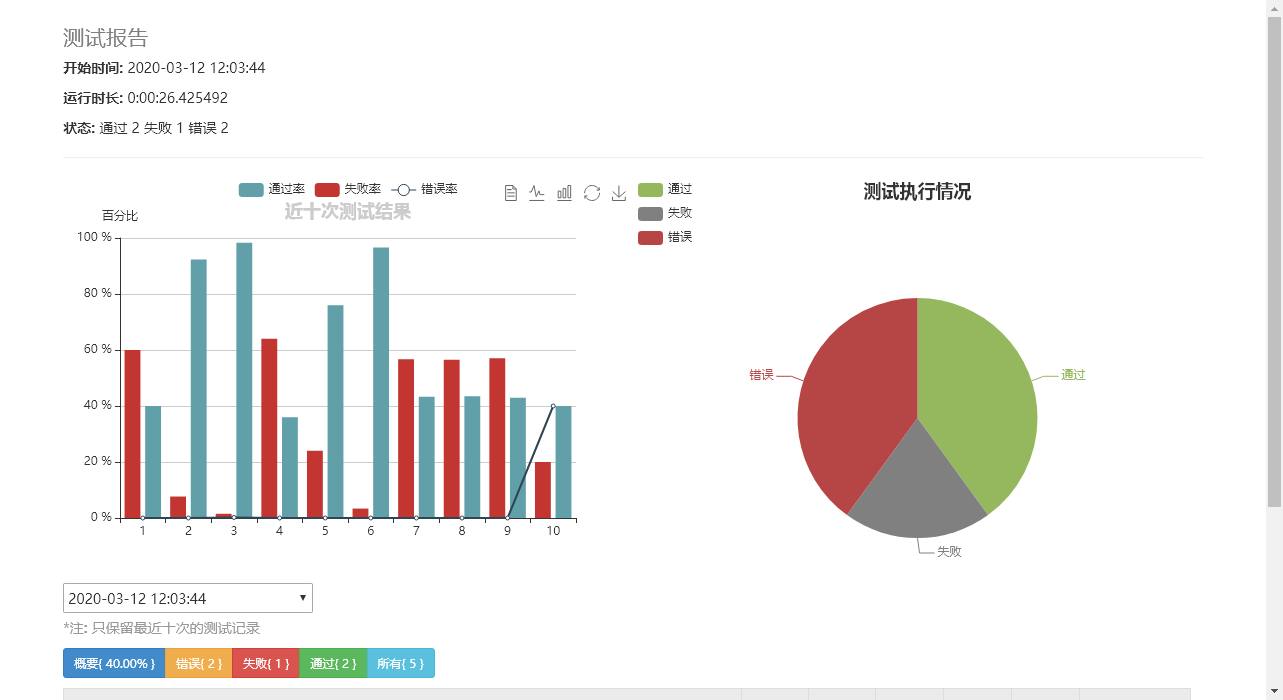 测试报告
开始时间: 2020-03-12 12:03:44
运行时长: 0:00:26.425492
状态: 通过 2 失败 1 错误 2
通过率 失败率 错误率
近十次测试结果
百分比
100 %
80 %
60 %
40 %
20 %
0 %
1 2 3 4 5 6 7 8 9 10
通过
失败
错误
测试执行情况
错误
通过
失败
2020-03-12 12:03:44
*注: 只保留最近十次的测试记录
概要{ 40.00% } 错误{ 2 } 失败{ 1 } 通过{ 2 } 所有{ 5 }